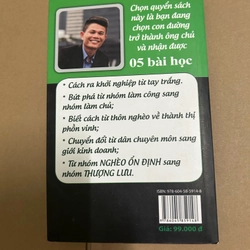 Chọn quyển sách
này là bạn đang
chọn con đường
trở thành ông chủ
và nhận được
05 bài học
• Cách ra khởi nghiệp từ tay trắng.
• Bứt phá từ nhóm làm công sang
nhóm làm chủ;
• Biết cách từ thôn nghèo về thành thị
phồn vinh;
• Chuyển đổi từ dân chuyên môn sang
giới kinh doanh;
• Từ nhóm NGHÈO ỔN ĐỊNH sang
nhóm THƯỢNG LƯU.
Giá: 99.000 đ